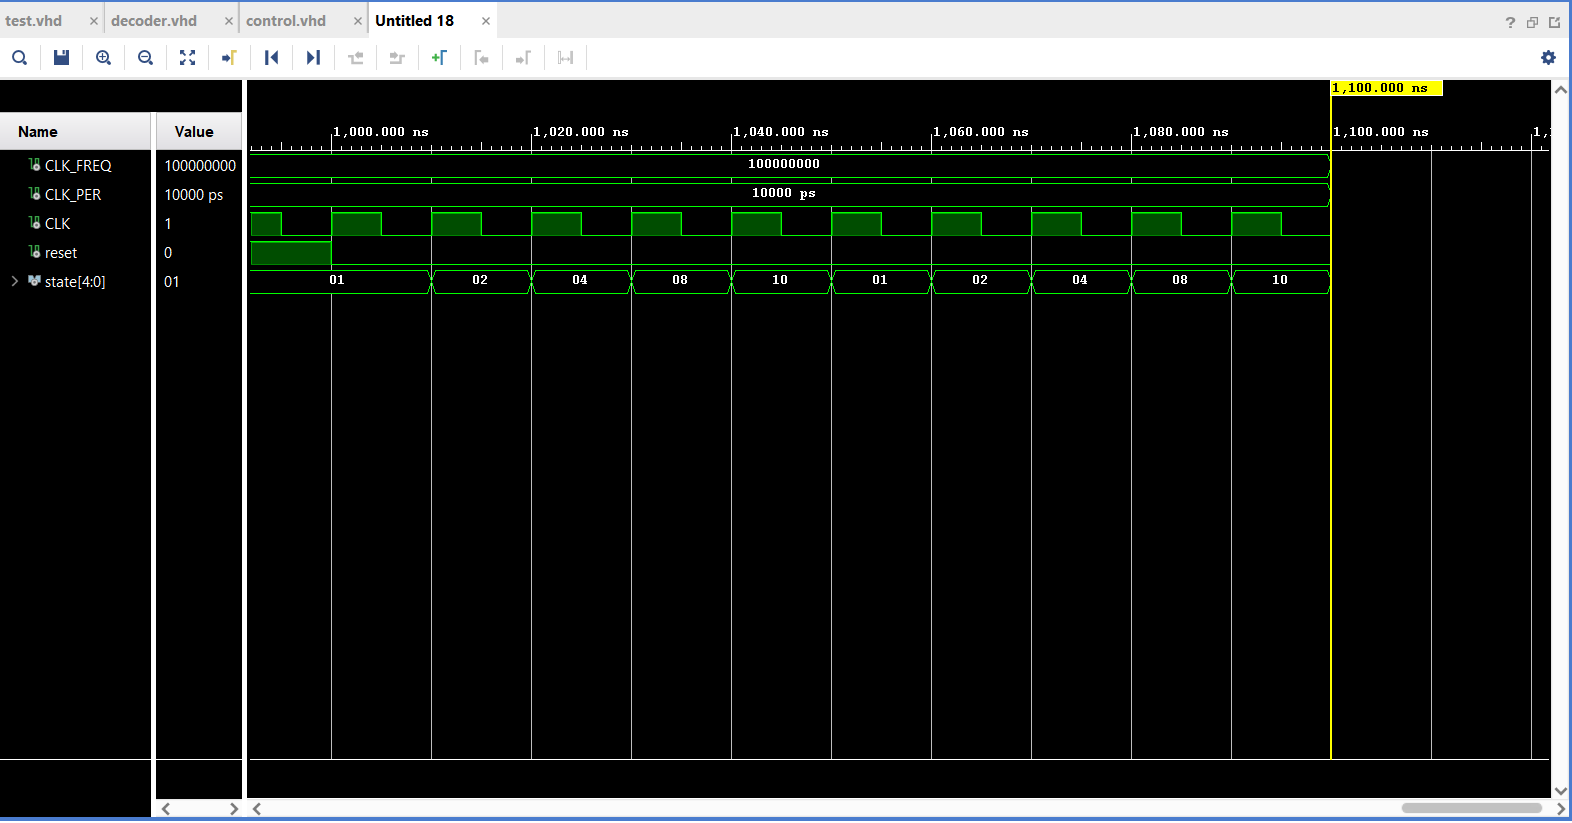 test.vhd × decoder.vhd × control.vhd × Untitled 18 ×
?
1,100.000 ns
Name Value
1,000.000 ns 1,020.000 ns 1,040.000 ns 1,060.000 ns 1,080.000 ns 1,100.000 ns
CLK_FREQ 100000000 100000000
CLK_PER 10000 ps 10000 ps
CLK 1
reset 0
state[4:0] 01 01 02 04 08 10 01 02 04 08 10